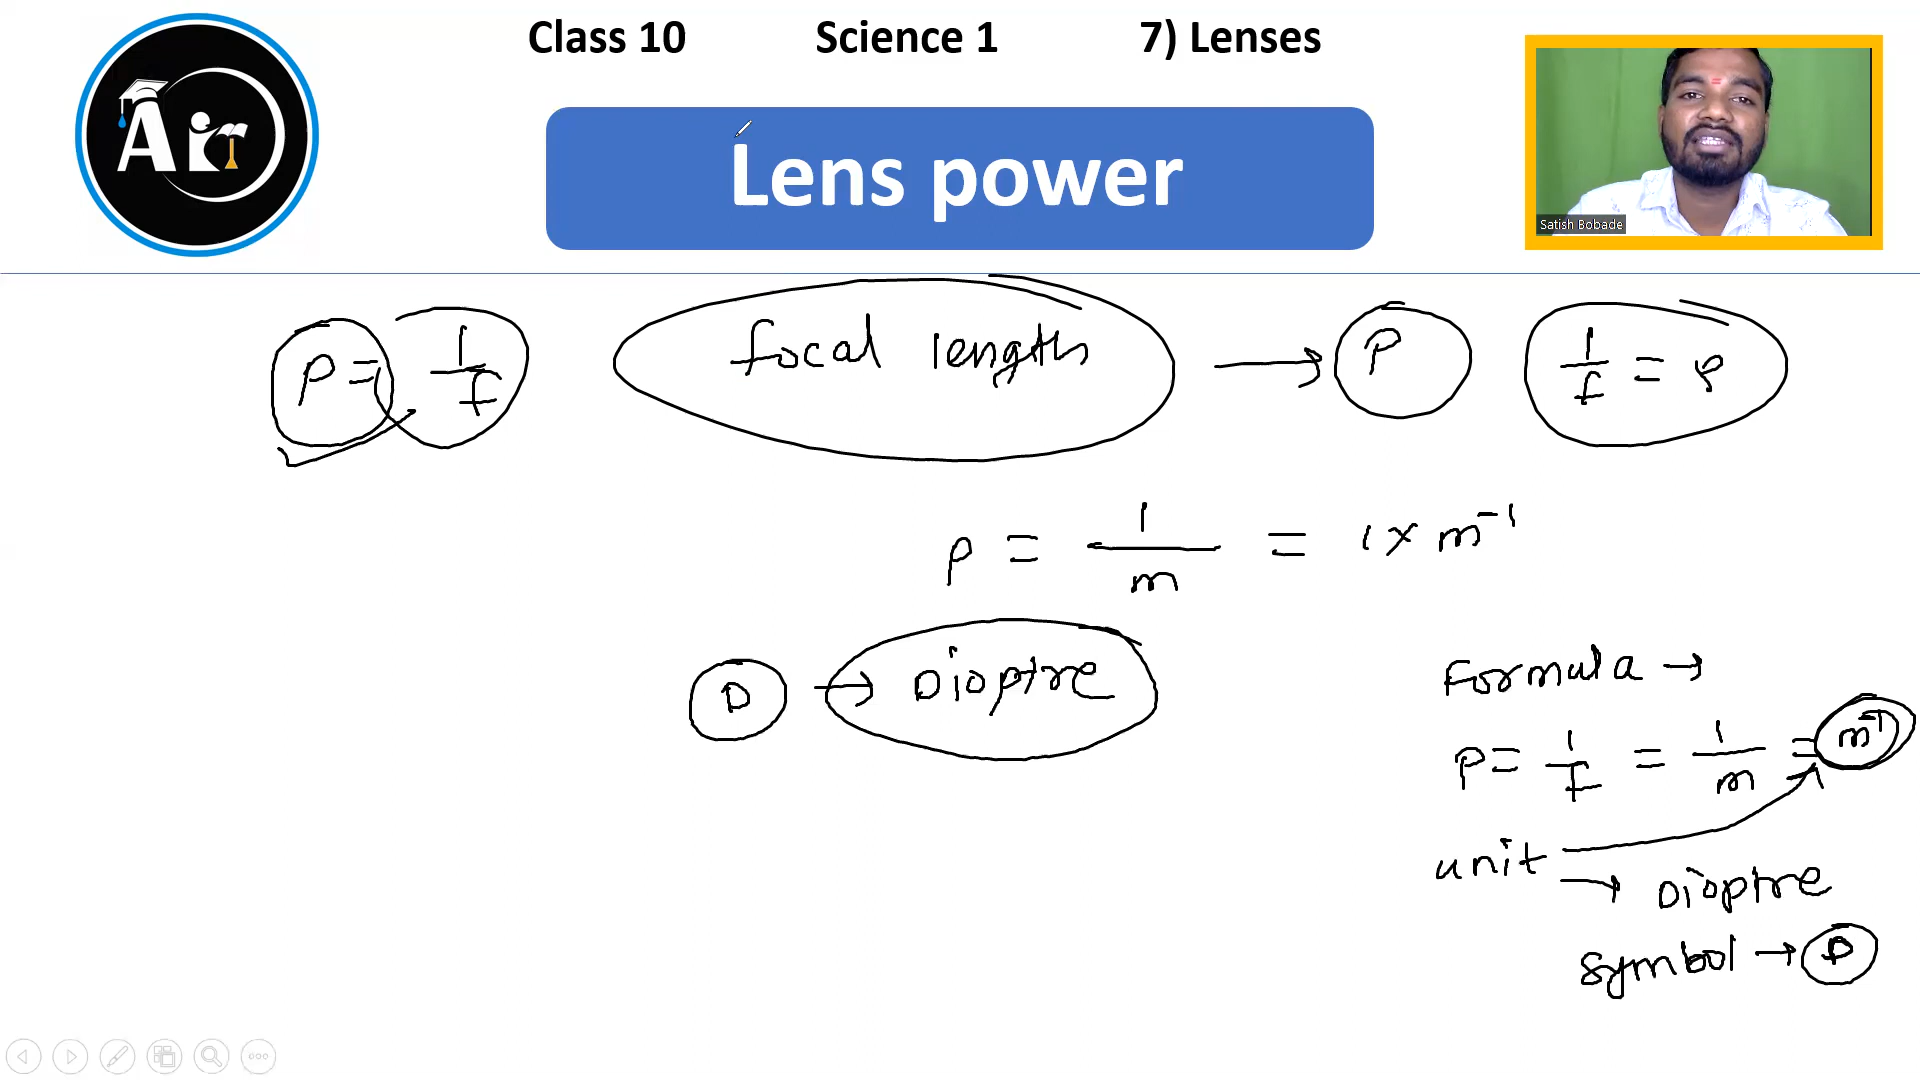 Class 10 Science 1 7) Lenses
Air
Lens power
Satish Bobade
P = 1/f focal length → P 1/f = P
P = 1/m = 1 × m⁻¹
D → Dioptre
Formula →
P = 1/f = 1/m = m⁻¹
unit → Dioptre
symbol → D